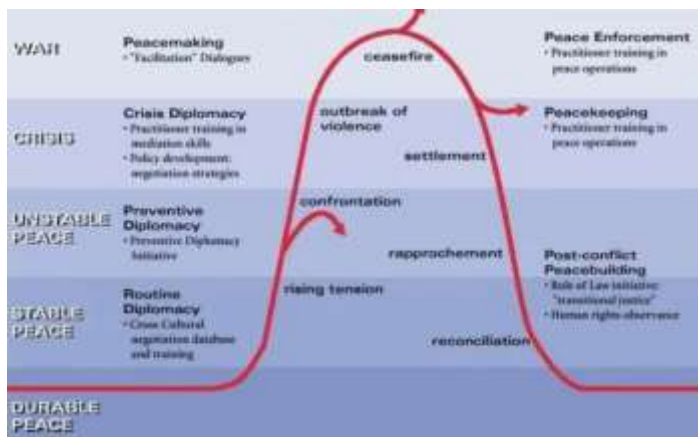 WAR
Peacemaking
• "Facilitation" Dialogues
ceasefire
Peace Enforcement
• Practitioner training in
peace operations
CRISIS
Crisis Diplomacy
• Practitioner training in
mediation skills
• Policy development:
negotiation strategies
outbreak of
violence
settlement
Peacekeeping
• Practitioner training in
peace operations
UNSTABLE
PEACE
Preventive
Diplomacy
• Preventive Diplomacy
Initiative
confrontation
rapprochement
Post-conflict
Peacebuilding
• Role of Law initiative:
"transitional justice"
• Human rights observance
STABLE
PEACE
Routine
Diplomacy
• Cross Cultural
negotiation database
and training
rising tension
reconciliation
DURABLE
PEACE